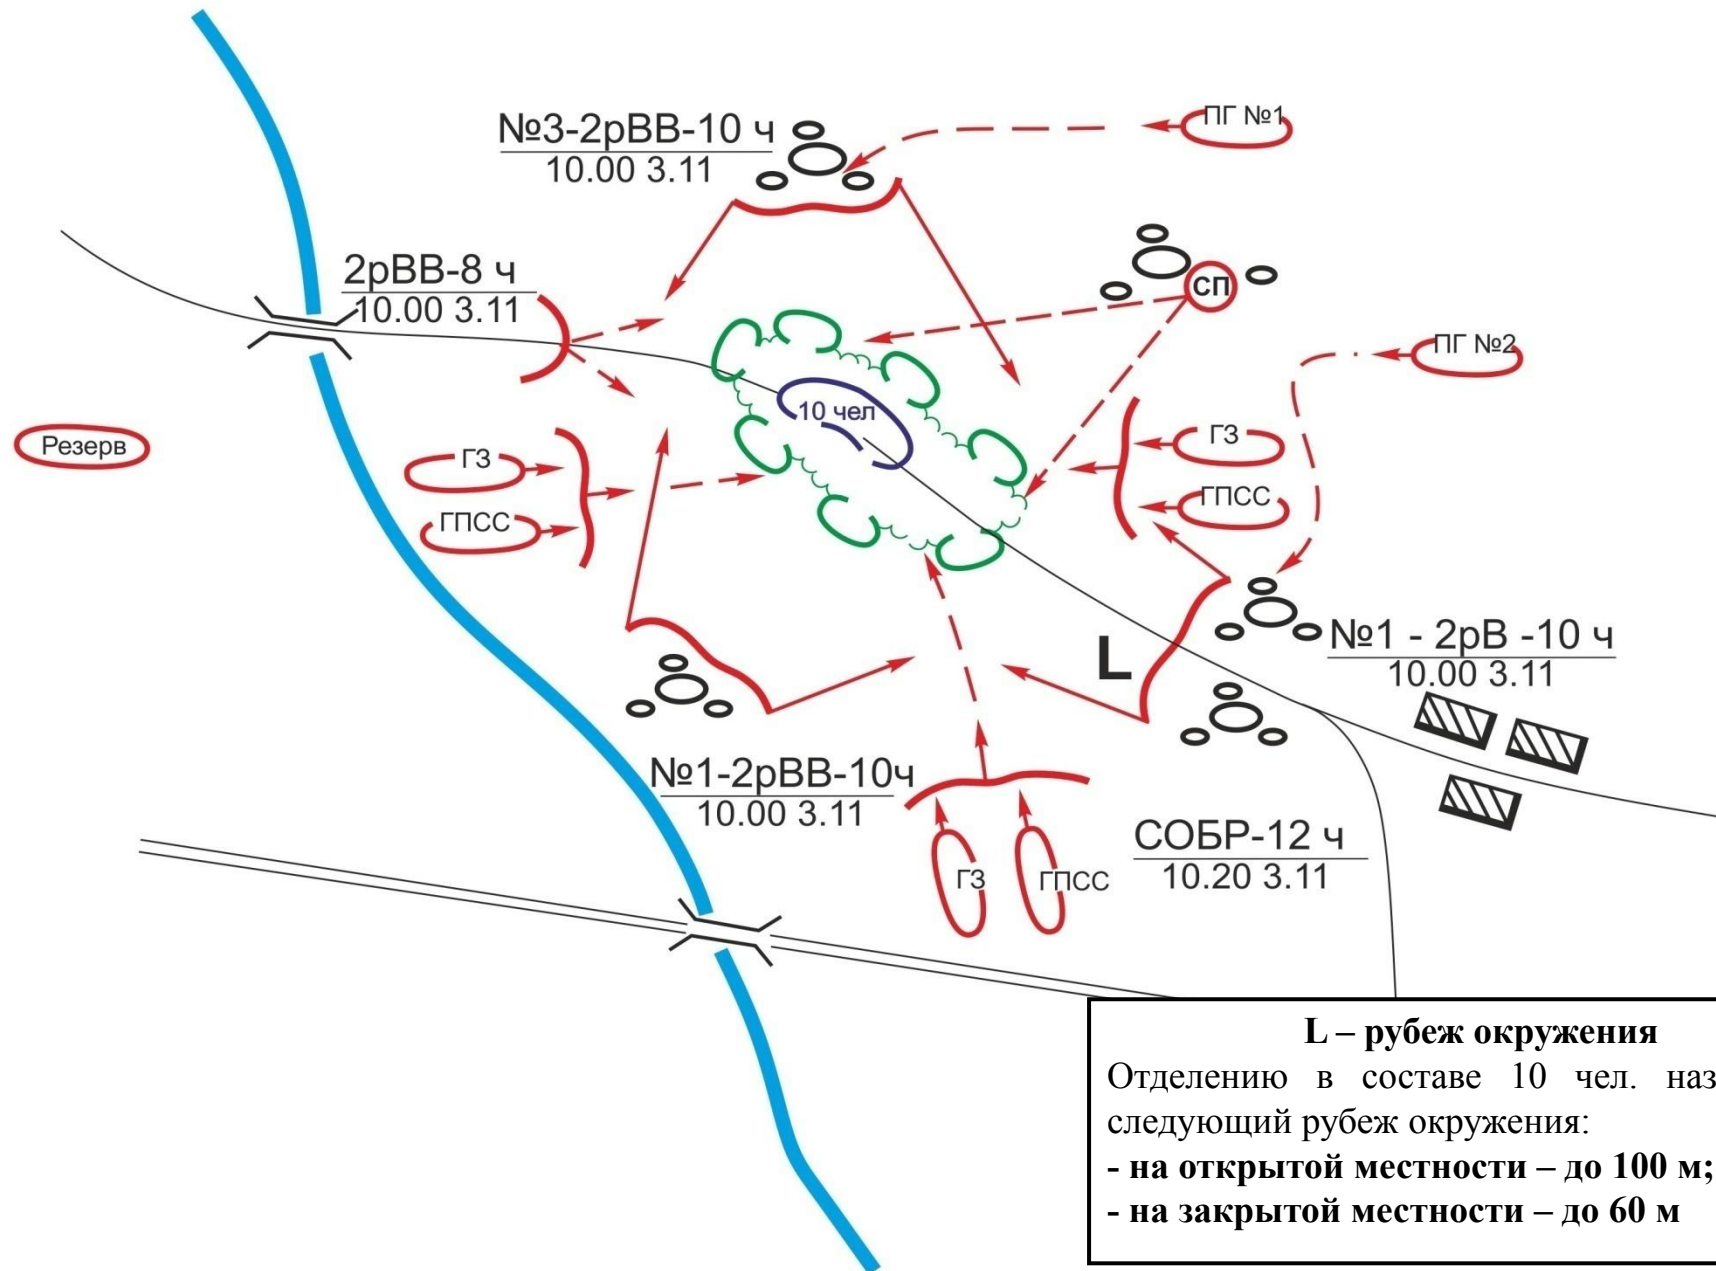 №3-2рВВ-10 ч
10.00 3.11
ПГ №1
2рВВ-8 ч
10.00 3.11
СП
ПГ №2
10 чел
Резерв
ГЗ
ГПСС
ГЗ
ГПСС
L
№1 - 2рВ -10 ч
10.00 3.11
№1-2рВВ-10ч
10.00 3.11
СОБР-12 ч
10.20 3.11
ГЗ
ГПСС
L – рубеж окружения
Отделению в составе 10 чел. наз
следующий рубеж окружения:
- на открытой местности – до 100 м;
- на закрытой местности – до 60 м